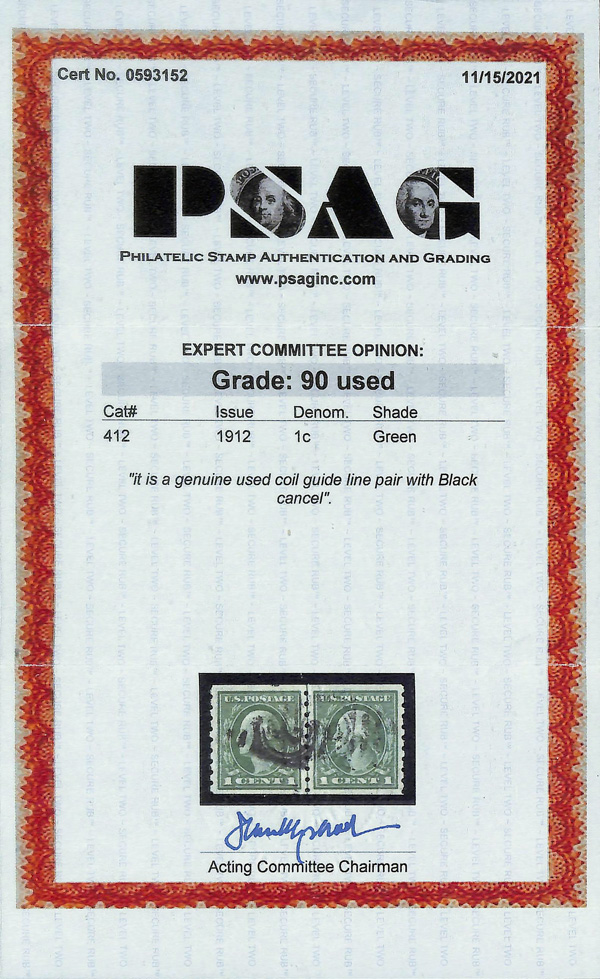 Cert No. 0593152 11/15/2021
PSAG
PHILATELIC STAMP AUTHENTICATION AND GRADING
www.psaginc.com
EXPERT COMMITTEE OPINION:
Grade: 90 used
Cat# Issue Denom. Shade
412 1912 1c Green
"it is a genuine used coil guide line pair with Black
cancel".
U.S. POSTAGE U.S. POSTAGE
1 CENT 1 1 CENT 1
Acting Committee Chairman